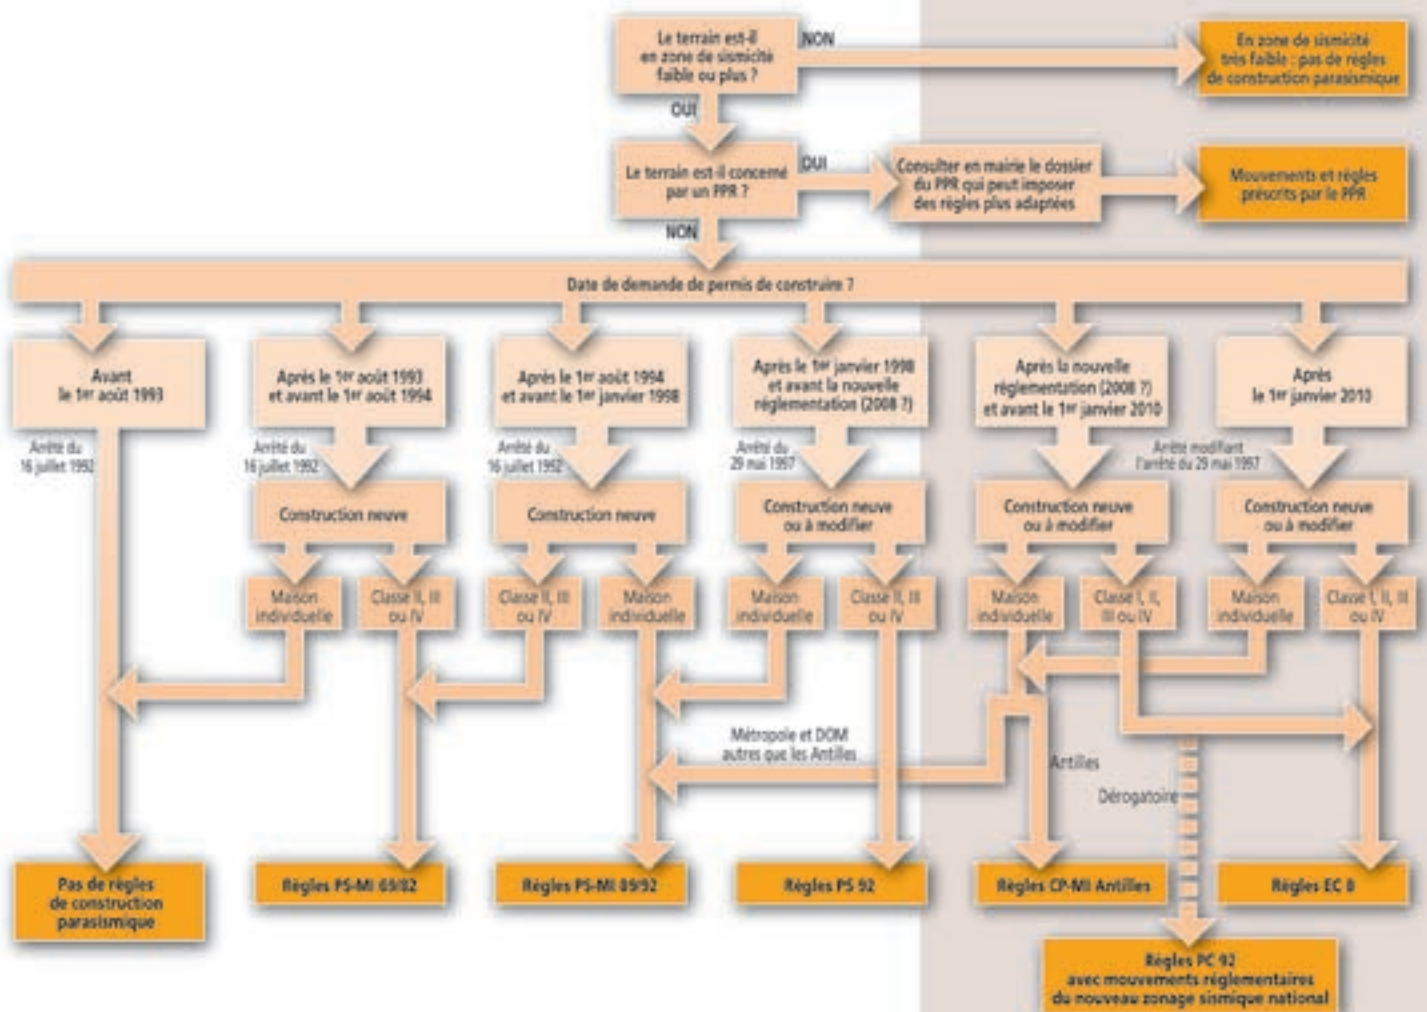 Le terrain est-il
en zone de sismicité
faible ou plus ?
NON
En zone de sismicité
très faible : pas de règles
de construction parasismique
OUI
Le terrain est-il concerné
par un PPR ?
OUI
Consulter en mairie le dossier
du PPR qui peut imposer
des règles plus adaptées
Mouvements et règles
prescrits par le PPR
NON
Date de demande de permis de construire ?
Avant
le 1er août 1993
Après le 1er août 1993
et avant le 1er août 1994
Après le 1er août 1994
et avant le 1er janvier 1998
Après le 1er janvier 1998
et avant la nouvelle
réglementation (2008 ?)
Après la nouvelle
réglementation (2008 ?)
et avant le 1er janvier 2010
Après
le 1er janvier 2010
Arrêté du
16 juillet 1992
Arrêté du
16 juillet 1992
Arrêté du
16 juillet 1992
Arrêté du
29 mai 1997
Arrêté modifiant
l'arrêté du 29 mai 1997
Construction neuve
Construction neuve
Construction neuve
ou à modifier
Construction neuve
ou à modifier
Construction neuve
ou à modifier
Maison
individuelle
Classe II, III
ou IV
Classe II, III
ou IV
Maison
individuelle
Maison
individuelle
Classe II, III
ou IV
Maison
individuelle
Classe I, II,
III ou IV
Maison
individuelle
Classe I, II, III
ou IV
Métropole et DOM
autres que les Antilles
Antilles
Dérogatoire
Pas de règles
de construction
parasismique
Règles PS-MI 69/82
Règles PS-MI 89/92
Règles PS 92
Règles CP-MI Antilles
Règles EC 8
Règles PC 92
avec mouvements réglementaires
du nouveau zonage sismique national